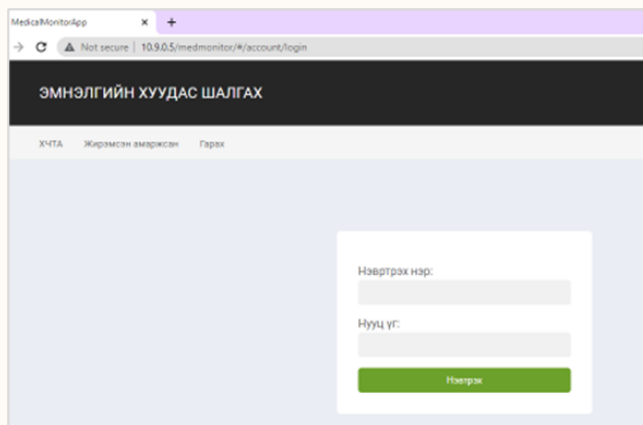 MedicalMonitorApp
Not secure | 10.9.0.5/medmonitor/#/account/login
ЭМНЭЛГИЙН ХУУДАС ШАЛГАХ
ХЧТА Жирэмсэн амаржсан Гарах
Нэвртрэх нэр:
Нууц үг:
Нэвтрэх